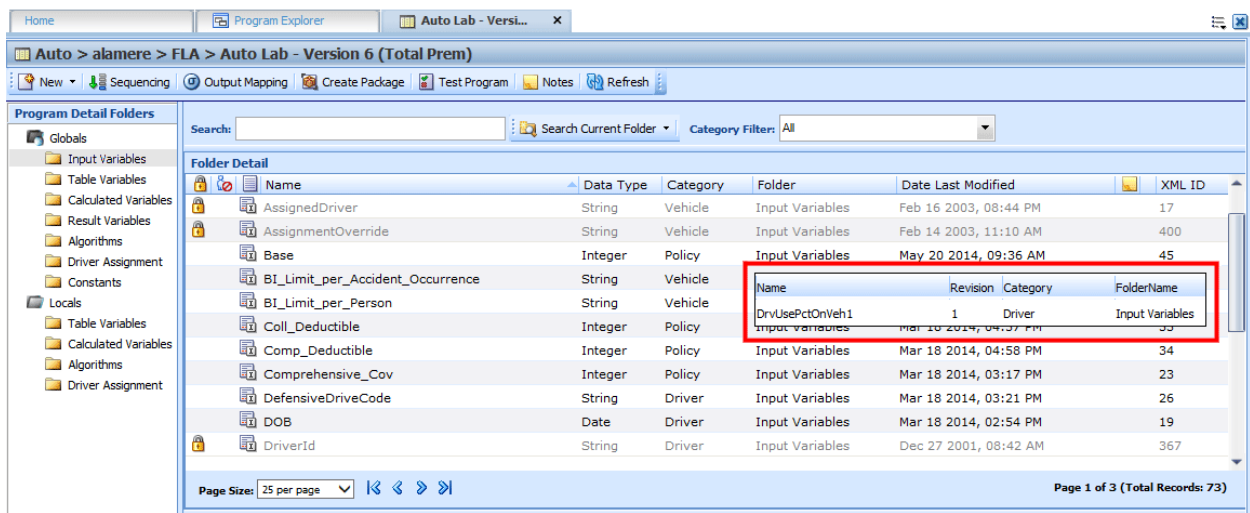 Home Program Explorer Auto Lab - Versi... x
Auto > alamere > FLA > Auto Lab - Version 6 (Total Prem)
New Sequencing Output Mapping Create Package Test Program Notes Refresh
Program Detail Folders
Globals
Input Variables
Table Variables
Calculated Variables
Result Variables
Algorithms
Driver Assignment
Constants
Locals
Table Variables
Calculated Variables
Algorithms
Driver Assignment
Search: Search Current Folder Category Filter: All
Folder Detail
Name Data Type Category Folder Date Last Modified XML ID
AssignedDriver String Vehicle Input Variables Feb 16 2003, 08:44 PM 17
AssignmentOverride String Vehicle Input Variables Feb 14 2003, 11:10 AM 400
Base Integer Policy Input Variables May 20 2014, 09:36 AM 45
BI_Limit_per_Accident_Occurrence String Vehicle
BI_Limit_per_Person String Vehicle
Name Revision Category FolderName
DrvUsePctOnVeh1 1 Driver Input Variables
Coll_Deductible Integer Policy Input Variables Mar 18 2014, 04:57 PM
Comp_Deductible Integer Policy Input Variables Mar 18 2014, 04:58 PM 34
Comprehensive_Cov Integer Policy Input Variables Mar 18 2014, 03:17 PM 23
DefensiveDriveCode String Driver Input Variables Mar 18 2014, 03:21 PM 26
DOB Date Driver Input Variables Mar 18 2014, 02:54 PM 19
DriverId String Driver Input Variables Dec 27 2001, 08:42 AM 367
Page Size: 25 per page Page 1 of 3 (Total Records: 73)